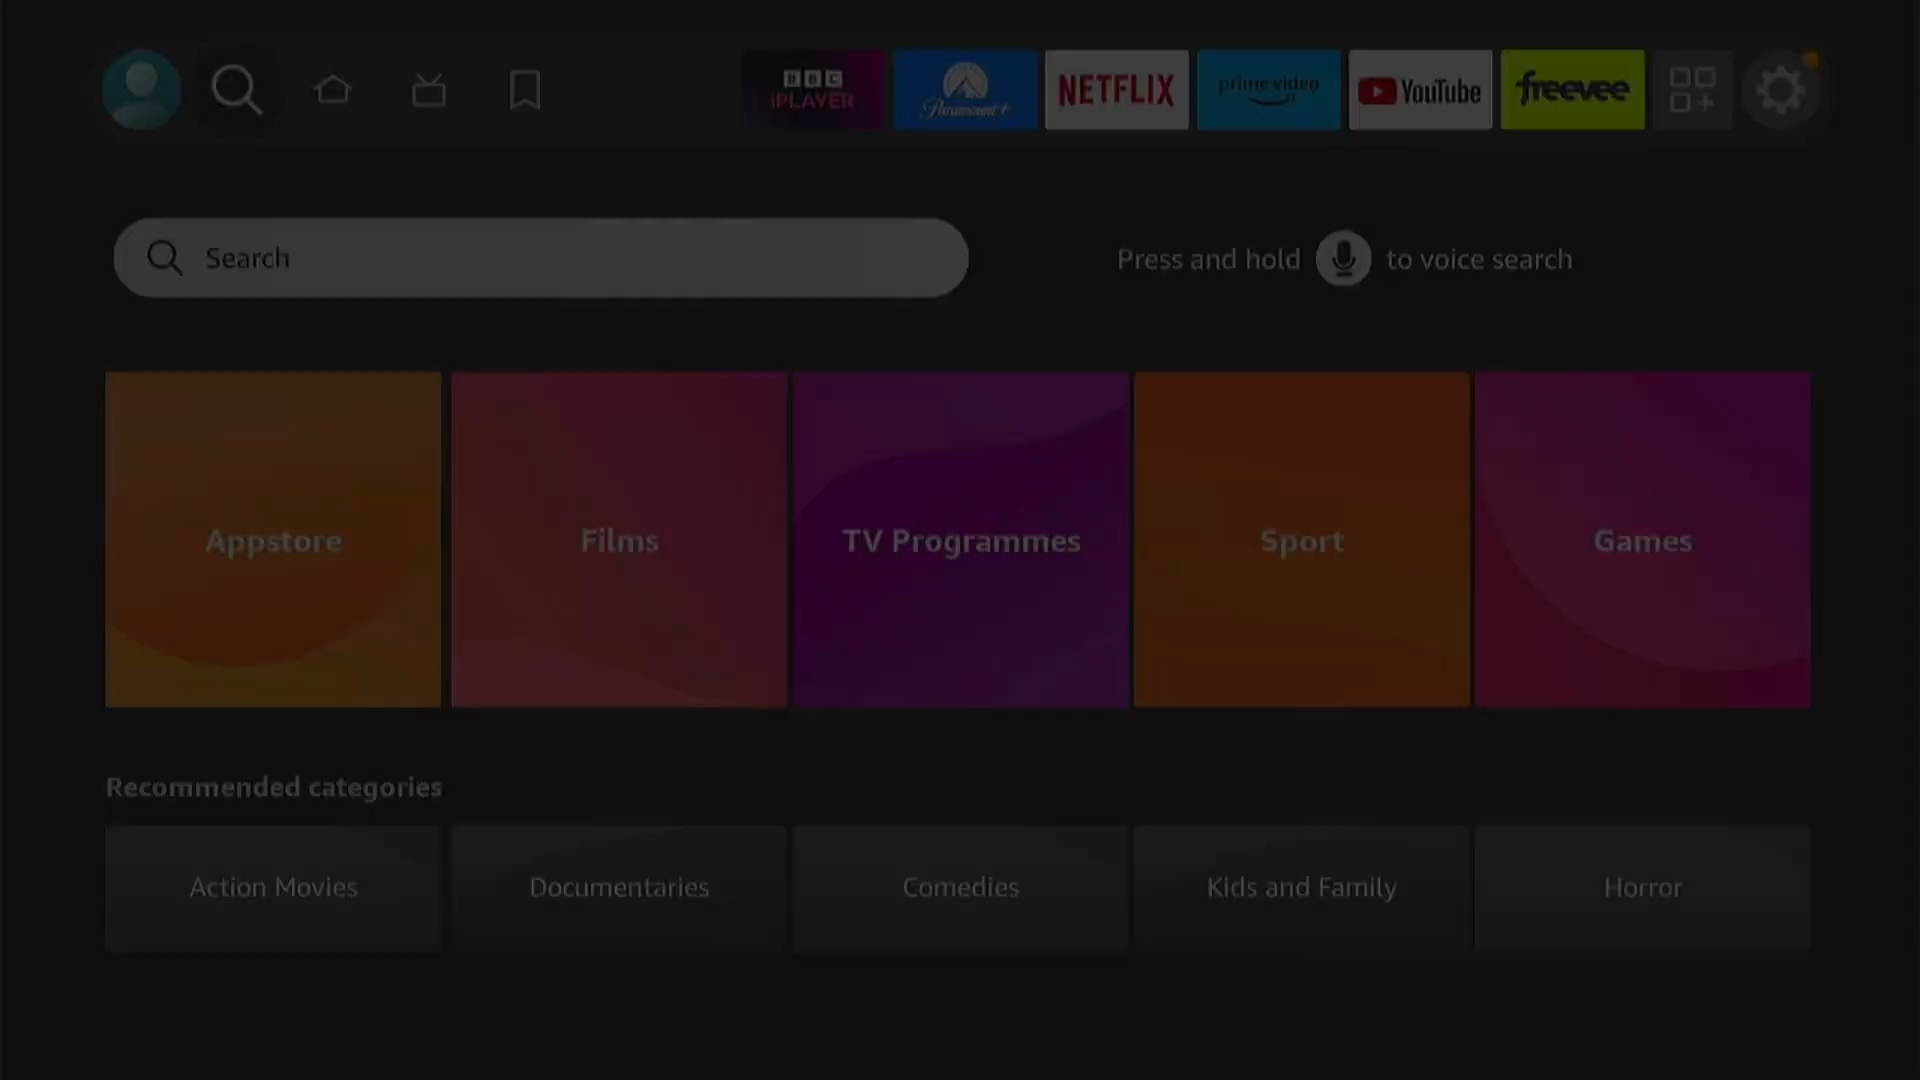 BBC
iPLAYER
Paramount+
NETFLIX
prime video
YouTube
freevee
Search
Press and hold to voice search
Appstore
Films
TV Programmes
Sport
Games
Recommended categories
Action Movies
Documentaries
Comedies
Kids and Family
Horror